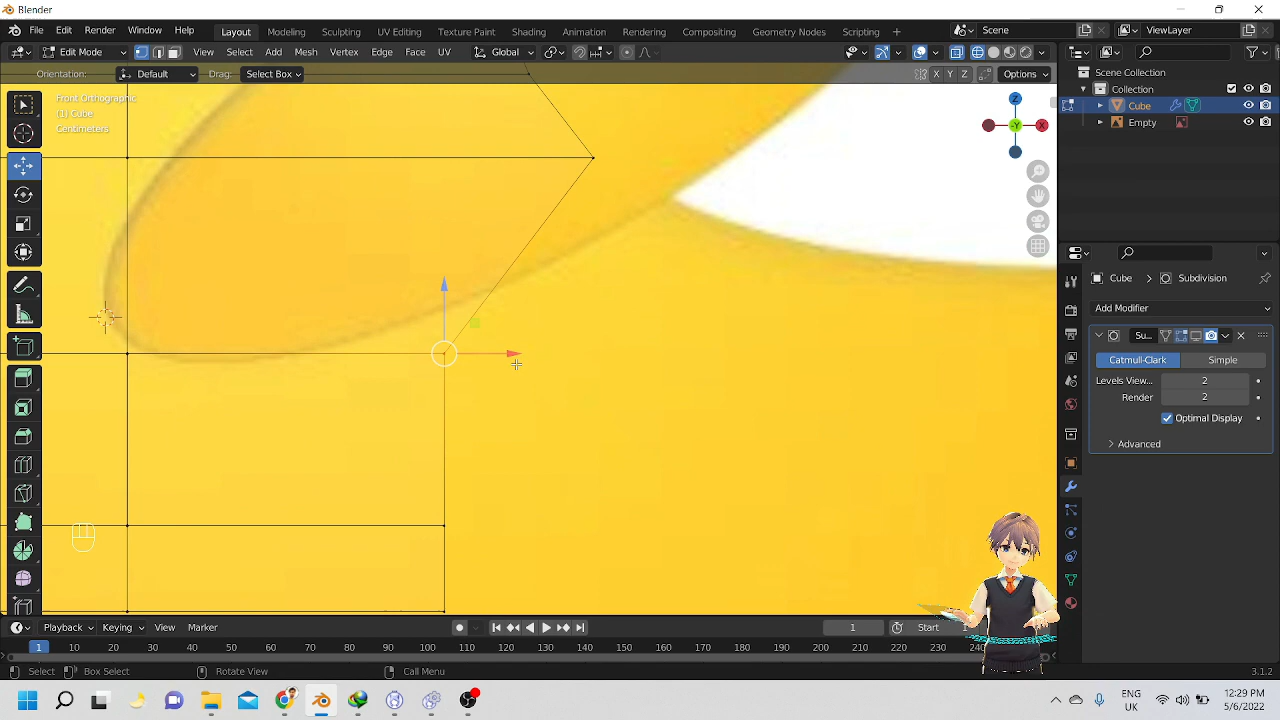 Blender
File Edit Render Window Help Layout Modeling Sculpting UV Editing Texture Paint Shading Animation Rendering Compositing Geometry Nodes Scripting + Scene ViewLayer
Edit Mode View Select Add Mesh Vertex Edge Face UV Global
Orientation: Default Drag: Select Box X Y Z Options
Scene Collection
Collection
Cube
Empty
Front Orthographic
(1) Cube
Centimeters
Z
-Y X
Cube Subdivision
Add Modifier
Su...
Catmull-Clark Simple
Levels View... 2
Render 2
Optimal Display
Advanced
Playback Keying View Marker 1 Start
1 10 20 30 40 50 60 70 80 90 100 110 120 130 140 150 160 170 180 190 200 210 220 230 240
Select Box Select Rotate View Call Menu 3.1.2
ENG
UK
12:29 PM
5/6/2022